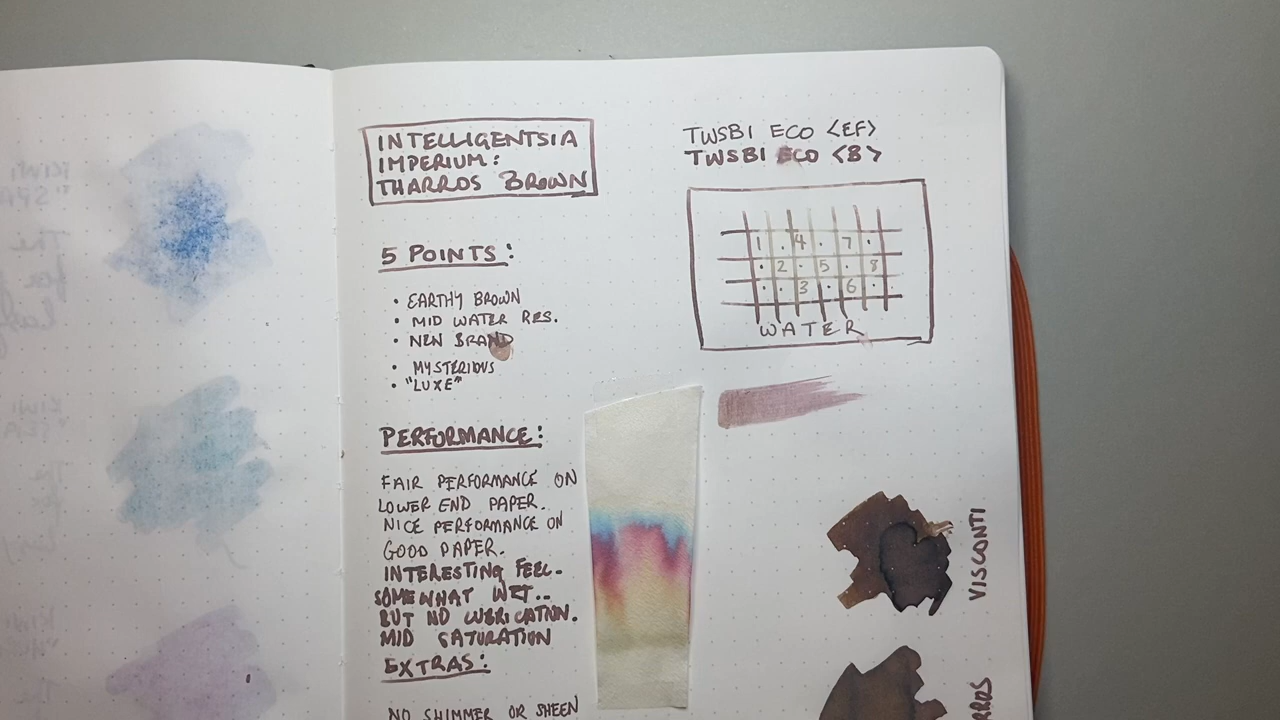 INTELLIGENTSIA
IMPERIUM:
THARROS BROWN
TWSBI ECO <EF>
TWSBI ECO <B>
5 POINTS:
• EARTHY BROWN
• MID WATER RES.
• NEW BRAND
• MYSTERIOUS
• "LUXE"
1 . 4 . 7 .
. 2 . 5 . 8
. . 3 . 6 .
WATER
PERFORMANCE:
FAIR PERFORMANCE ON
LOWER END PAPER.
NICE PERFORMANCE ON
GOOD PAPER.
INTERESTING FEEL.
SOMEWHAT WET..
BUT NO LUBRICATION.
MID SATURATION
EXTRAS:
NO SHIMMER OR SHEEN
VISCONTI